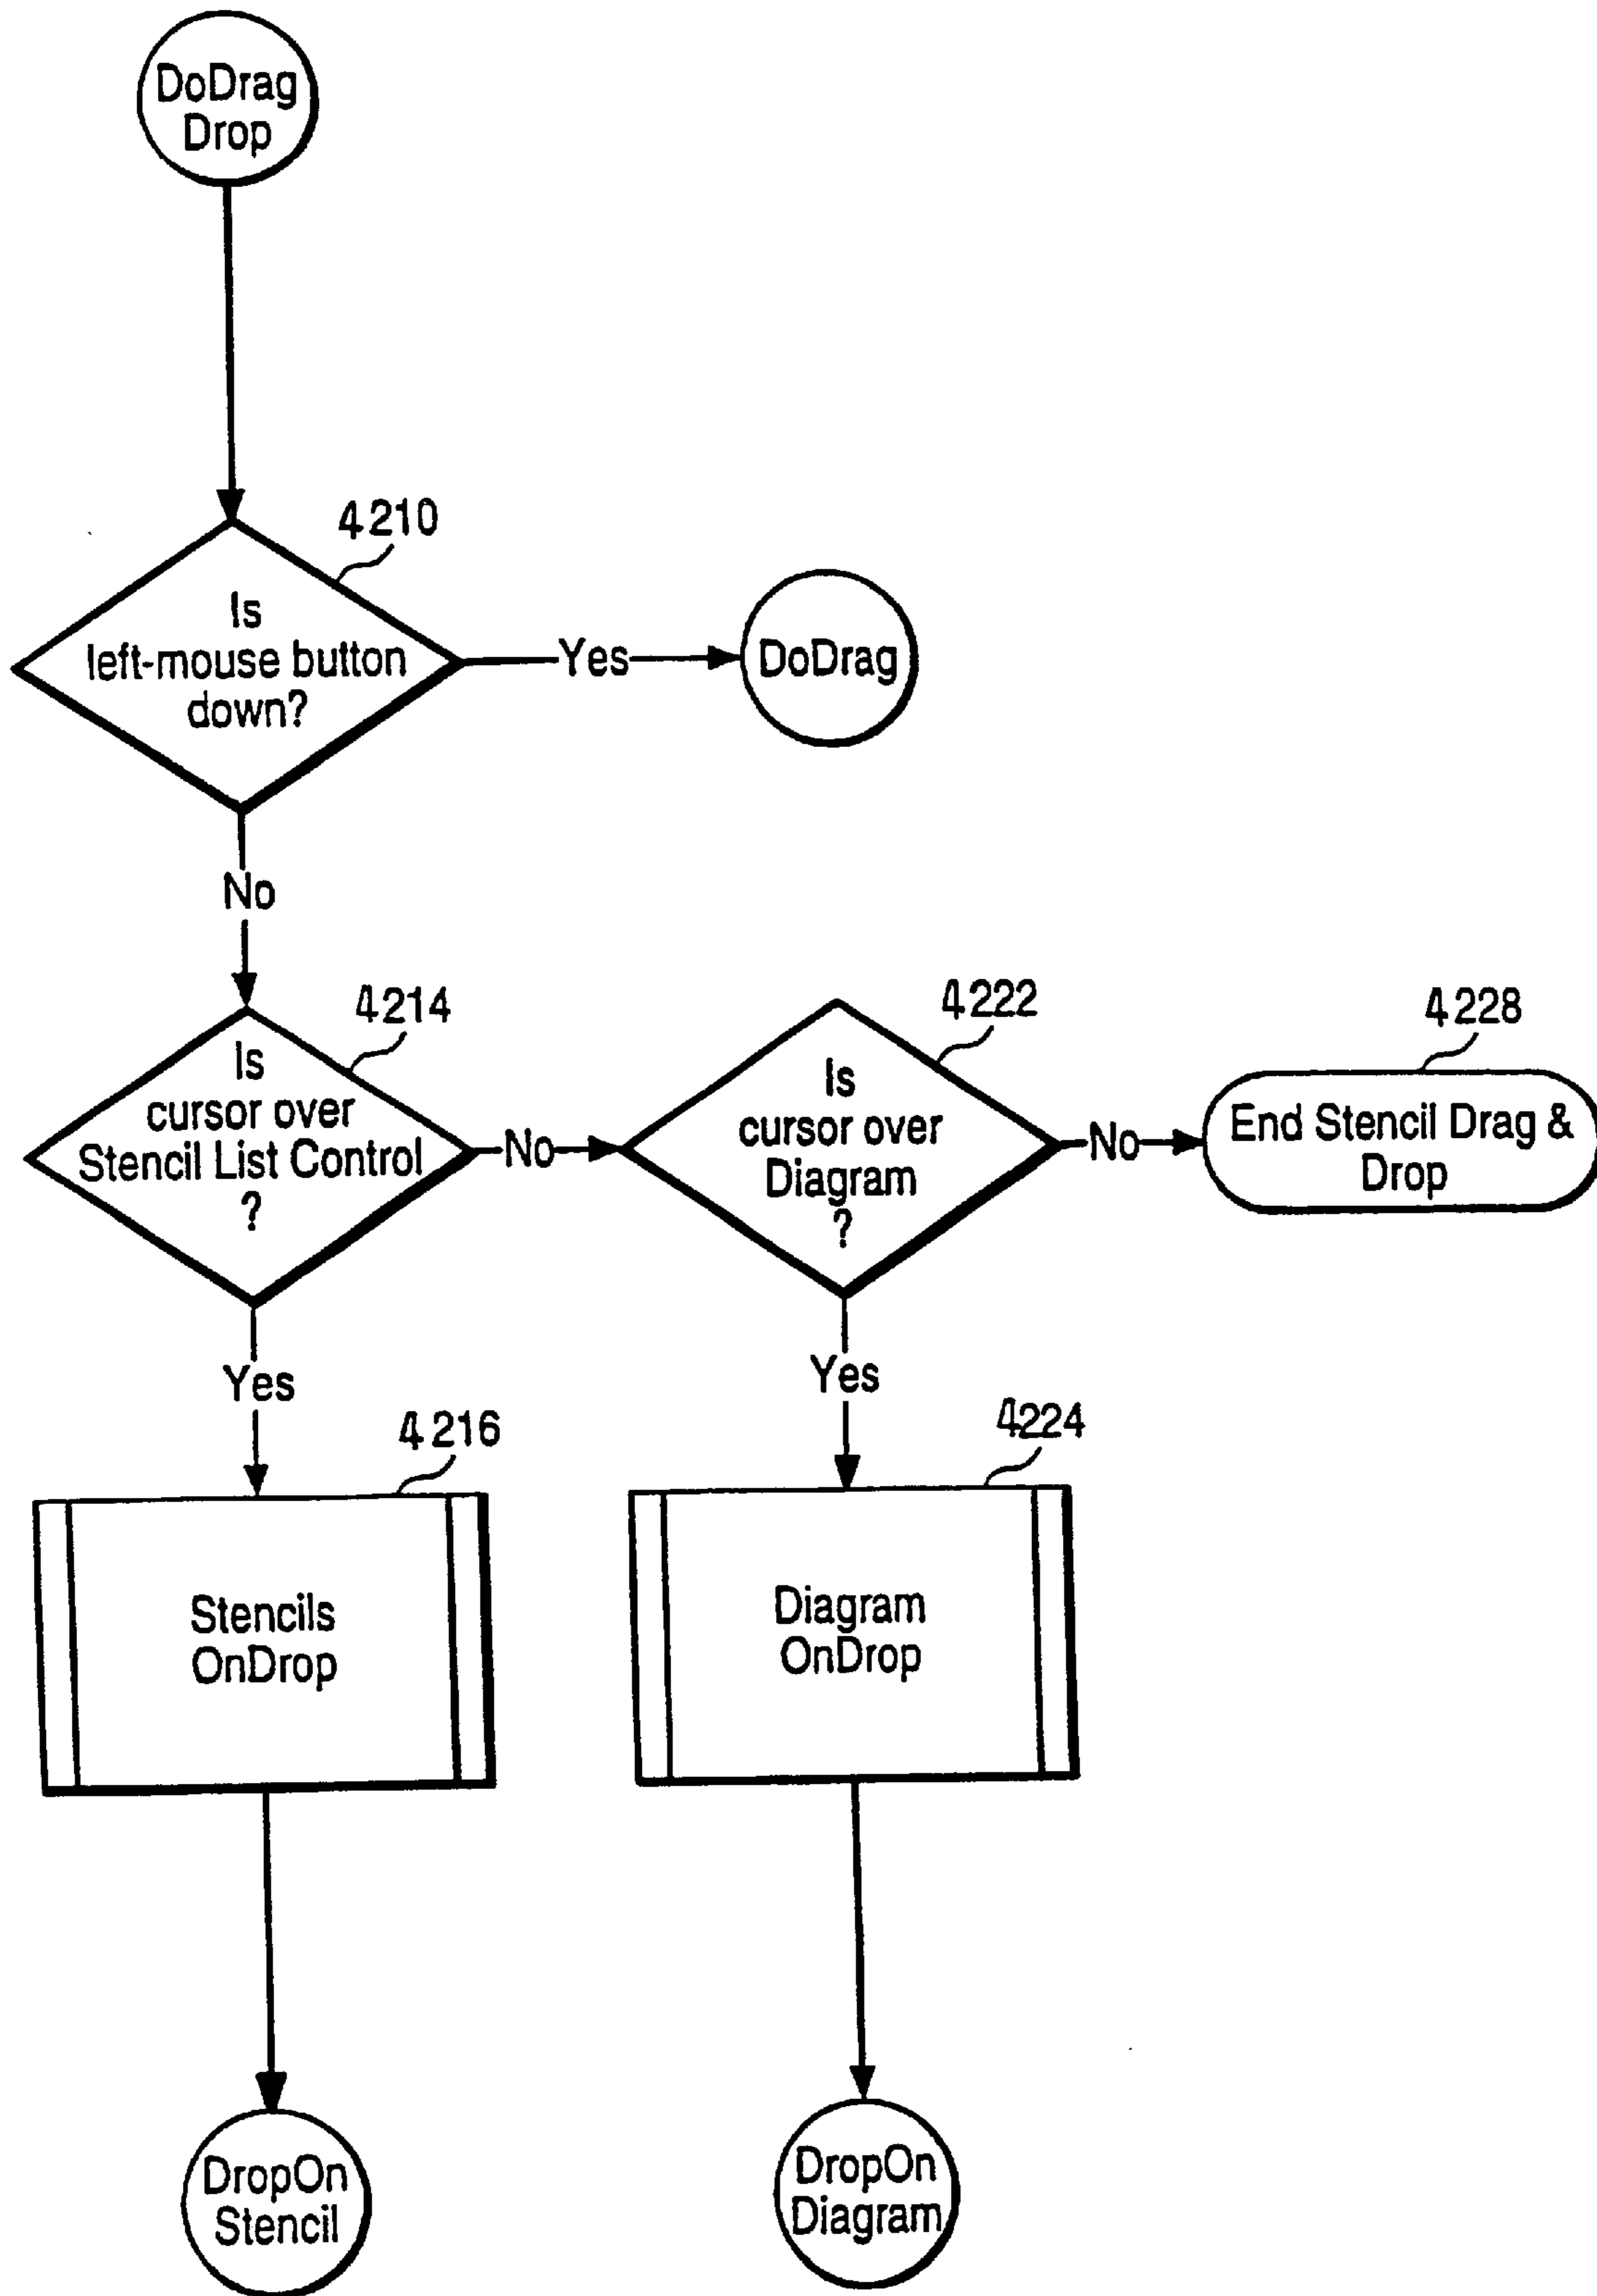 DoDrag
Drop
4210
Is
left-mouse button
down?
Yes
DoDrag
No
4214
Is
cursor over
Stencil List Control
?
No
4222
Is
cursor over
Diagram
?
No
4228
End Stencil Drag &
Drop
Yes
Yes
4216
Stencils
OnDrop
4224
Diagram
OnDrop
DropOn
Stencil
DropOn
Diagram